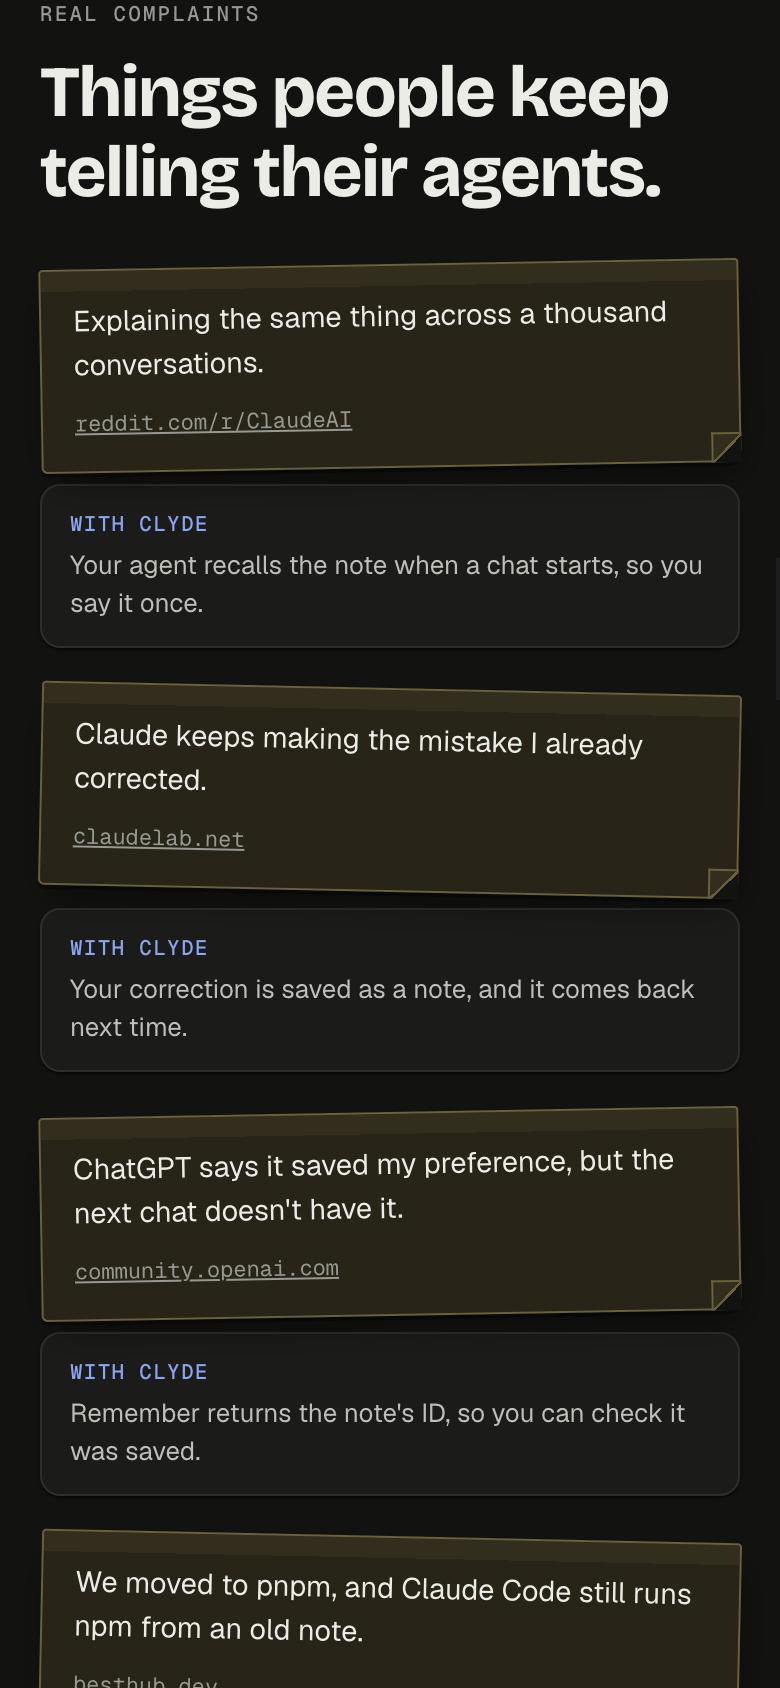 REAL COMPLAINTS
Things people keep
telling their agents.
Explaining the same thing across a thousand
conversations.
reddit.com/r/ClaudeAI
WITH CLYDE
Your agent recalls the note when a chat starts, so you
say it once.
Claude keeps making the mistake I already
corrected.
claudelab.net
WITH CLYDE
Your correction is saved as a note, and it comes back
next time.
ChatGPT says it saved my preference, but the
next chat doesn't have it.
community.openai.com
WITH CLYDE
Remember returns the note's ID, so you can check it
was saved.
We moved to pnpm, and Claude Code still runs
npm from an old note.
besthub.dev